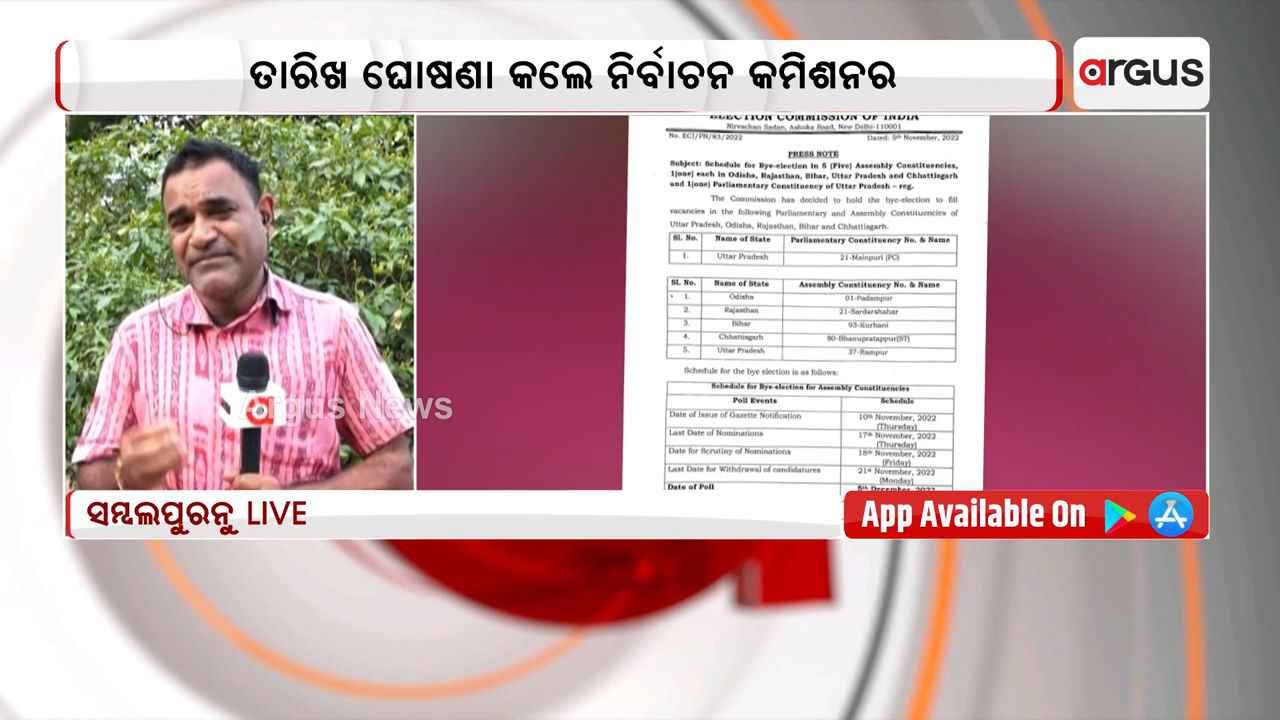 ତାରିଖ ଘୋଷଣା କଲେ ନିର୍ବାଚନ କମିଶନର
argus
ELECTION COMMISSION OF INDIA
Nirvachan Sadan, Ashoka Road, New Delhi-110001
No. ECI/PN/83/2022 Dated: 5th November, 2022
PRESS NOTE
Subject: Schedule for Bye-election in 5 (Five) Assembly Constituencies,
1(one) each in Odisha, Rajasthan, Bihar, Uttar Pradesh and Chhattisgarh
and 1(one) Parliamentary Constituency of Uttar Pradesh – reg.
The Commission has decided to hold the bye-election to fill
vacancies in the following Parliamentary and Assembly Constituencies of
Uttar Pradesh, Odisha, Rajasthan, Bihar and Chhattisgarh.
Sl. No. Name of State Parliamentary Constituency No. & Name
1. Uttar Pradesh 21-Mainpuri (PC)
Sl. No. Name of State Assembly Constituency No. & Name
1. Odisha 01-Padampur
2. Rajasthan 21-Sardarshahar
3. Bihar 93-Kurhani
4. Chhattisgarh 80-Bhanupratappur(ST)
5. Uttar Pradesh 37-Rampur
Schedule for the bye election is as follows:
Schedule for Bye-election for Assembly Constituencies
Poll Events Schedule
Date of Issue of Gazette Notification 10th November, 2022
(Thursday)
Last Date of Nominations 17th November, 2022
(Thursday)
Date for Scrutiny of Nominations 18th November, 2022
(Friday)
Last Date for Withdrawal of candidatures 21st November, 2022
(Monday)
Date of Poll 5th December, 2022
Argus News
ସମ୍ବଲପୁରନୁ LIVE
App Available On